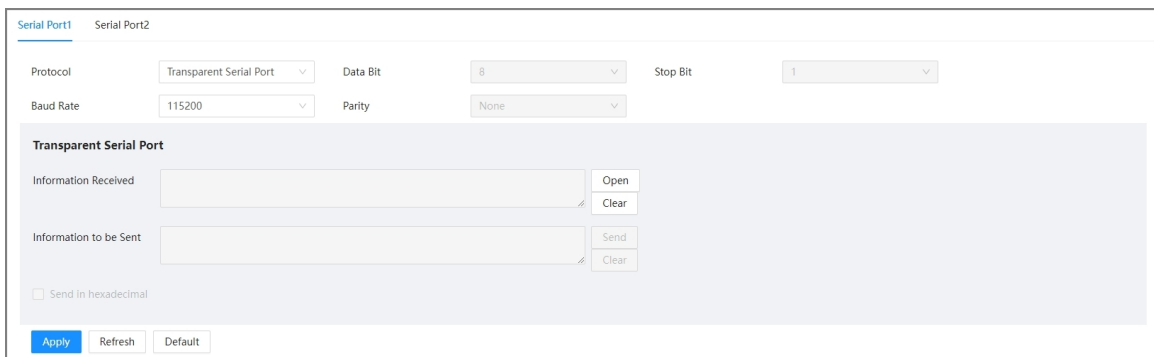 Serial Port1 Serial Port2
Protocol Transparent Serial Port Data Bit 8 Stop Bit 1
Baud Rate 115200 Parity None
Transparent Serial Port
Information Received Open
Clear
Information to be Sent Send
Clear
Send in hexadecimal
Apply Refresh Default